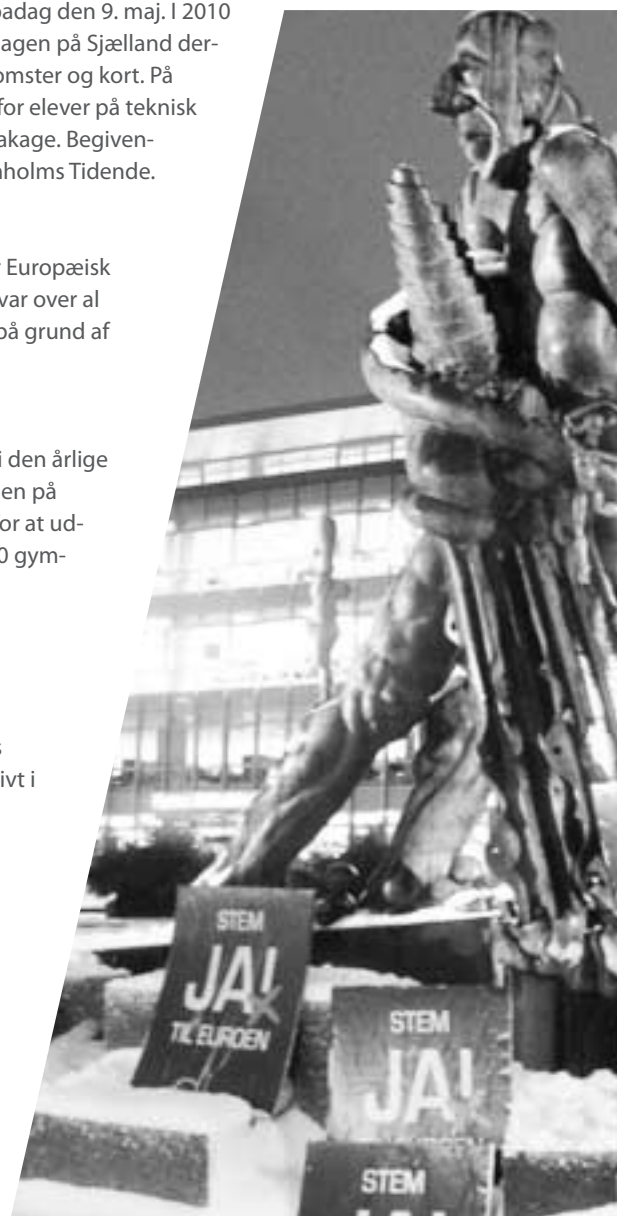 padag den 9. maj. I 2010
agen på Sjælland der-
omster og kort. På
for elever på teknisk
akage. Begiven-
nholms Tidende.
Europæisk
var over al
på grund af
i den årlige
en på
or at ud-
0 gym-
s
ivt i
STEM
JA!
TIL EUROEN
STEM
JA!
STEM